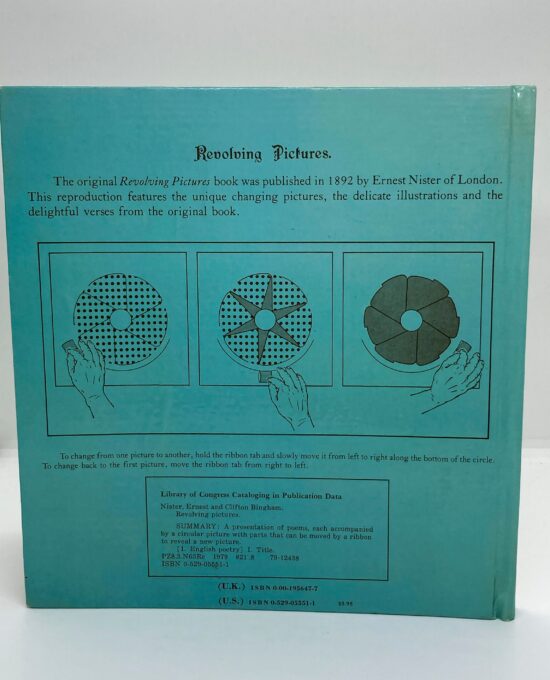 Revolving Pictures.
The original Revolving Pictures book was published in 1892 by Ernest Nister of London.
This reproduction features the unique changing pictures, the delicate illustrations and the
delightful verses from the original book.
To change from one picture to another, hold the ribbon tab and slowly move it from left to right along the bottom of the circle.
To change back to the first picture, move the ribbon tab from right to left.
Library of Congress Cataloging in Publication Data
Nister, Ernest and Clifton Bingham.
Revolving pictures.
SUMMARY: A presentation of poems, each accompanied
by a circular picture with parts that can be moved by a ribbon
to reveal a new picture.
[1. English poetry] I. Title.
PZ8.3.N63Re 1979 821'.8 79-12438
ISBN 0-529-05551-1
(U.K.) ISBN 0-00-195647-7
(U.S.) ISBN 0-529-05551-1